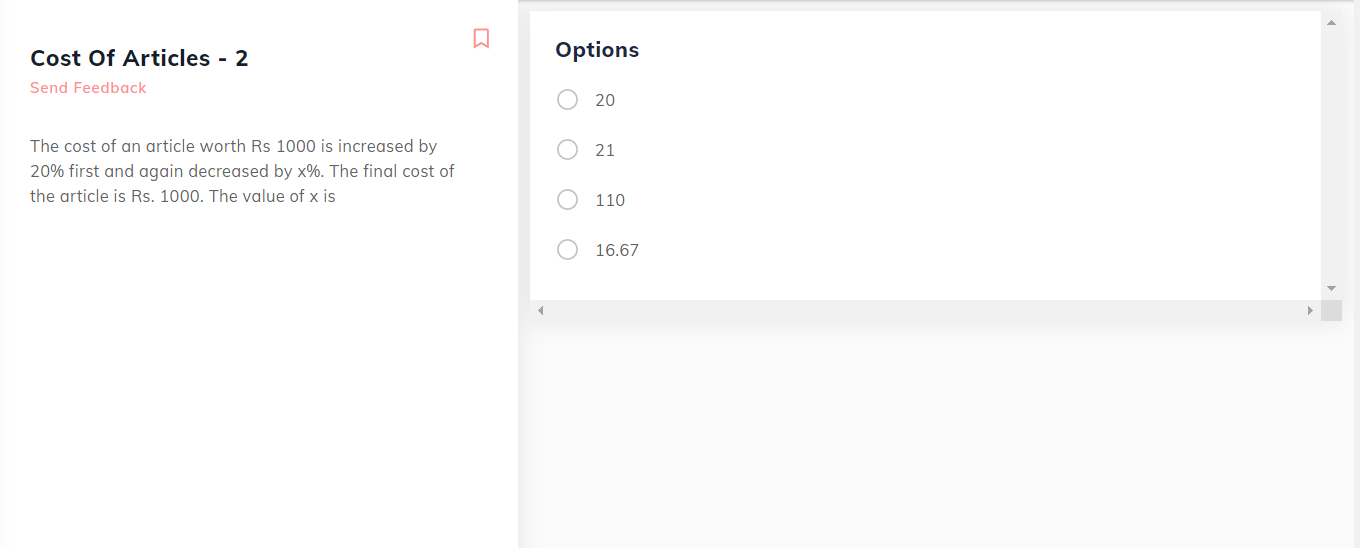 Cost Of Articles - 2
Send Feedback
The cost of an article worth Rs 1000 is increased by
20% first and again decreased by x%. The final cost of
the article is Rs. 1000. The value of x is
Options
20
21
110
16.67